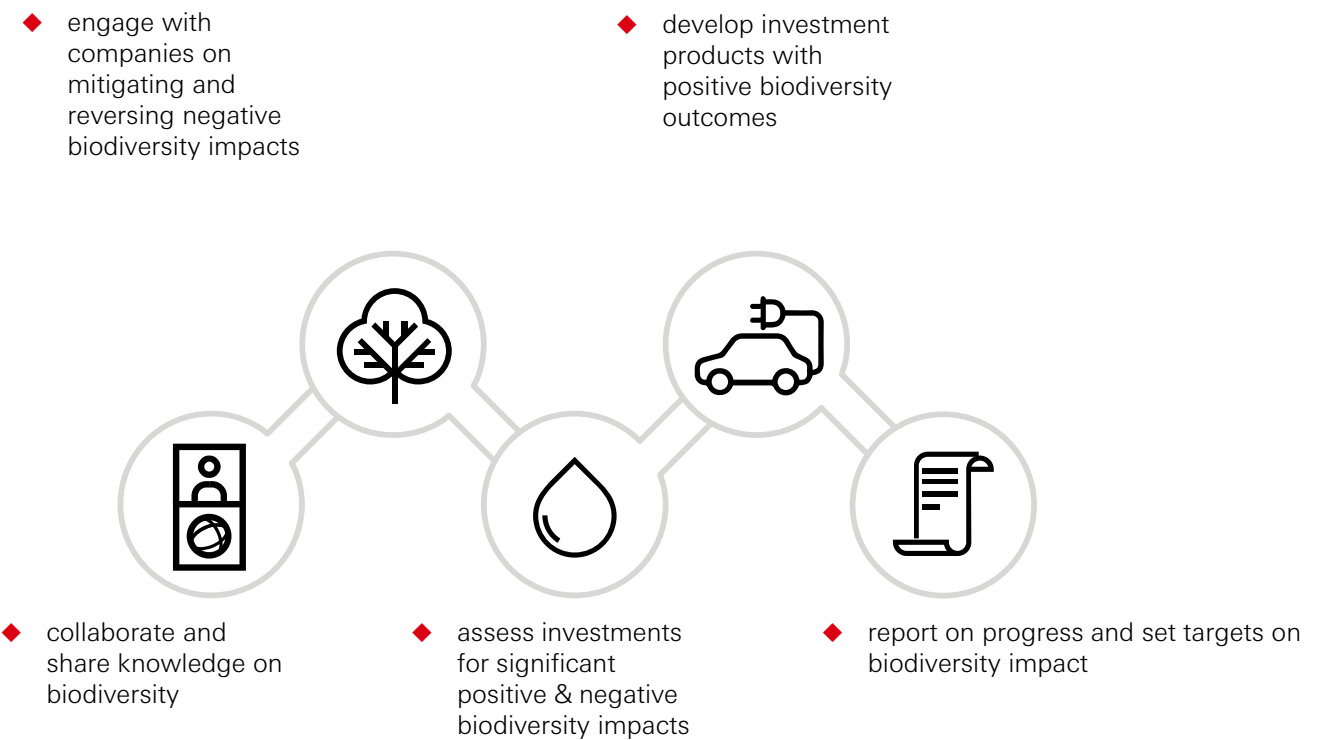 engage with
companies on
mitigating and
reversing negative
biodiversity impacts
develop investment
products with
positive biodiversity
outcomes
collaborate and
share knowledge on
biodiversity
assess investments
for significant
positive & negative
biodiversity impacts
report on progress and set targets on
biodiversity impact